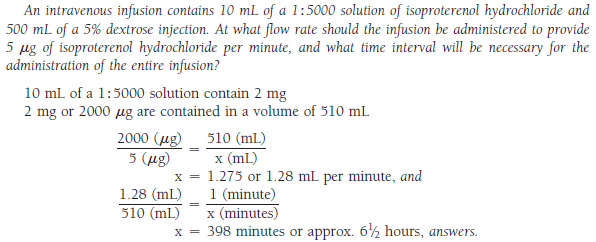 An intravenous infusion contains 10 mL of a 1:5000 solution of isoproterenol hydrochloride and
500 mL of a 5% dextrose injection. At what flow rate should the infusion be administered to provide
5 μg of isoproterenol hydrochloride per minute, and what time interval will be necessary for the
administration of the entire infusion?
10 mL of a 1:5000 solution contain 2 mg
2 mg or 2000 μg are contained in a volume of 510 mL
2000 (μg) 510 (mL)
=
5 (μg) x (mL)
x = 1.275 or 1.28 mL per minute, and
1.28 (mL) 1 (minute)
=
510 (mL) x (minutes)
x = 398 minutes or approx. 6½ hours, answers.